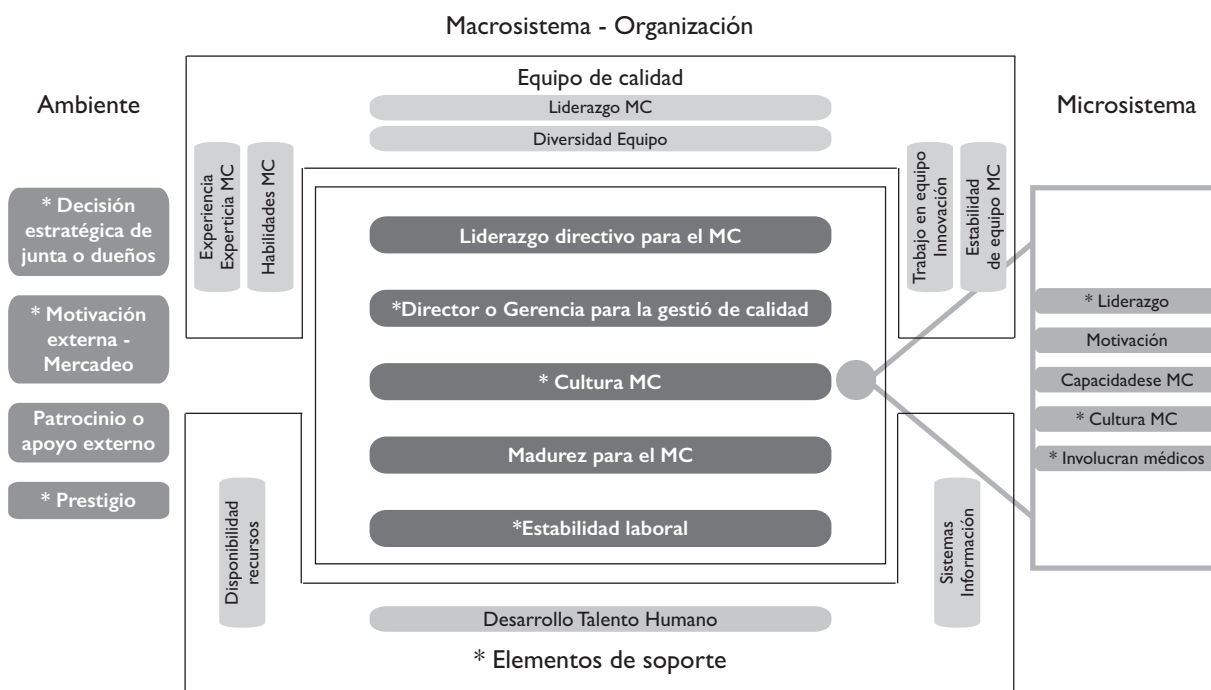 Macrosistema - Organización
Ambiente
* Decisión
estratégica de
junta o dueños
* Motivación
externa -
Mercadeo
Patrocinio o
apoyo externo
* Prestigio
Equipo de calidad
Liderazgo MC
Diversidad Equipo
Experiencia
Experticia MC
Habilidades MC
Trabajo en equipo
Innovación
Estabilidad
de equipo MC
Liderazgo directivo para el MC
*Director o Gerencia para la gestió de calidad
* Cultura MC
Madurez para el MC
*Estabilidad laboral
Disponibilidad
recursos
Sistemas
Información
Desarrollo Talento Humano
* Elementos de soporte
Microsistema
* Liderazgo
Motivación
Capacidadese MC
* Cultura MC
* Involucran médicos